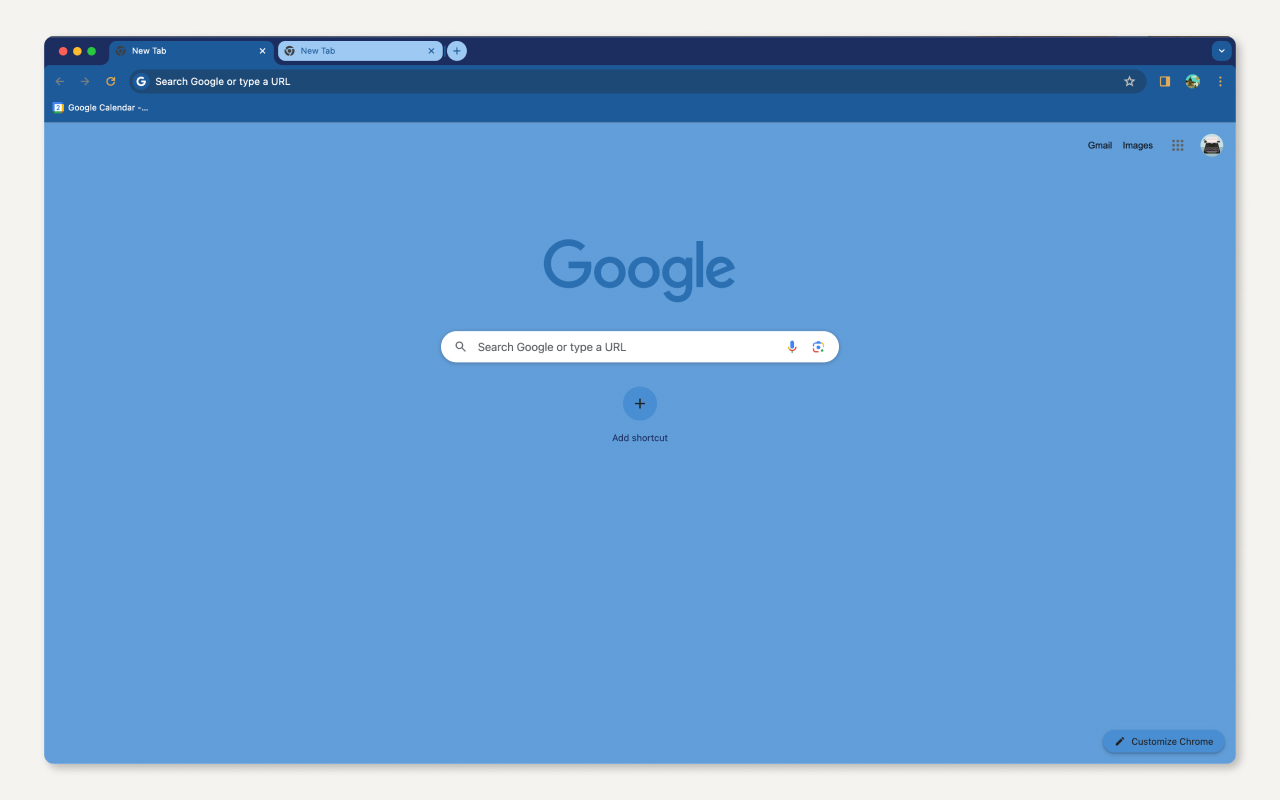 New Tab
New Tab
Search Google or type a URL
2 Google Calendar -...
Gmail Images
Google
Search Google or type a URL
Add shortcut
Customize Chrome